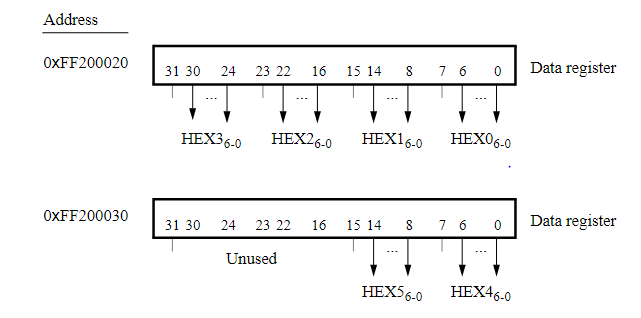 Address
0xFF200020
31 30 24 23 22 16 15 14 8 7 6 0
Data register
... ... ... ...
HEX36-0 HEX26-0 HEX16-0 HEX06-0
0xFF200030
31 30 24 23 22 16 15 14 8 7 6 0
Data register
Unused ... ...
HEX56-0 HEX46-0